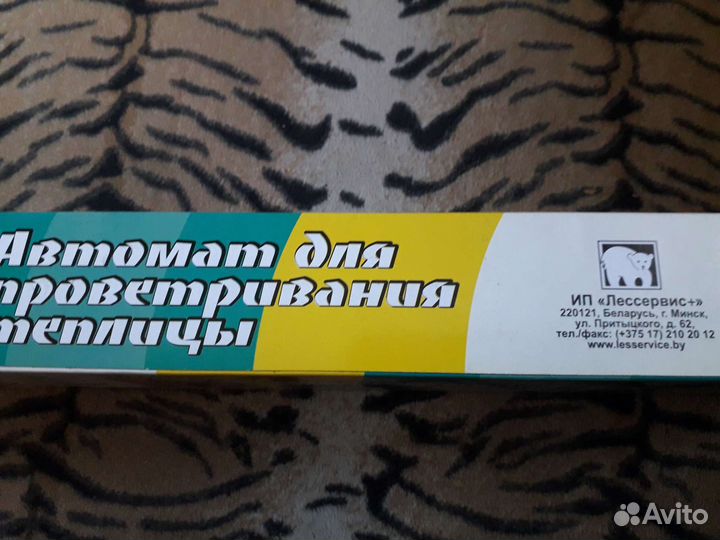 Автомат для
проветривания
теплицы
ИП «Лессервис+»
220121, Беларусь, г. Минск,
ул. Притыцкого, д. 62,
тел./факс: (+375 17) 210 20 12
www.lesservice.by
Avito